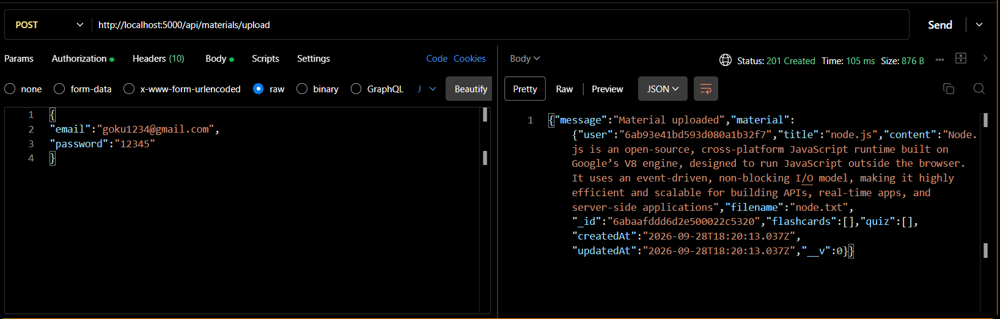 POST http://localhost:5000/api/materials/upload Send
Params Authorization Headers (10) Body Scripts Settings Code Cookies
none form-data x-www-form-urlencoded raw binary GraphQL J Beautify
1 {
2 "email":"goku1234@gmail.com",
3 "password":"12345"
4 }
Body Status: 201 Created Time: 105 ms Size: 876 B
Pretty Raw Preview JSON
1 {"message":"Material uploaded","material":
{"user":"6ab93e41bd593d080a1b32f7","title":"node.js","content":"Node.
js is an open-source, cross-platform JavaScript runtime built on
Google’s V8 engine, designed to run JavaScript outside the browser.
It uses an event-driven, non-blocking I/O model, making it highly
efficient and scalable for building APIs, real-time apps, and
server-side applications","filename":"node.txt",
"_id":"6abaafddd6d2e500022c5320","flashcards":[],"quiz":[],
"createdAt":"2026-09-28T18:20:13.037Z",
"updatedAt":"2026-09-28T18:20:13.037Z","__v":0}}